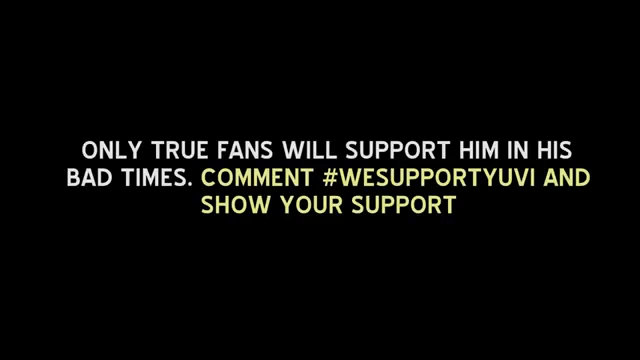 ONLY TRUE FANS WILL SUPPORT HIM IN HIS
BAD TIMES. COMMENT #WESUPPORTYUVI AND
SHOW YOUR SUPPORT